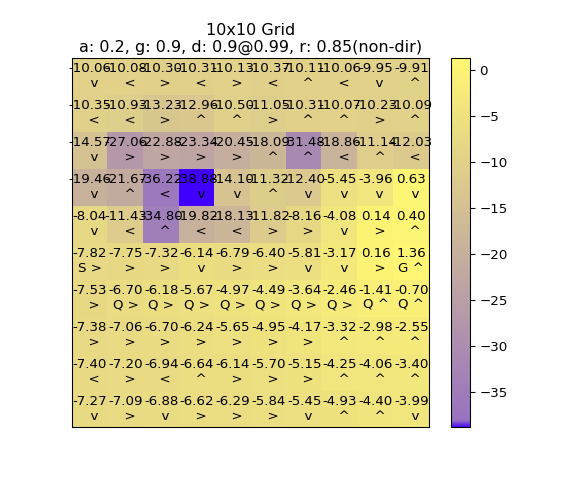 10x10 Grid
a: 0.2, g: 0.9, d: 0.9@0.99, r: 0.85(non-dir)
-10.06 -10.08 -10.30 -10.31 -10.13 -10.37 -10.11 -10.06 -9.95 -9.91
v < > < > < ^ < v ^
-10.35 -10.93 -13.23 -12.96 -10.50 -11.05 -10.31 -10.07 -10.23 -10.09
< < > ^ ^ > ^ ^ > ^
-14.57 -27.06 -22.88 -23.34 -20.45 -18.09 -31.48 -18.86 -11.14 -12.03
v > > > > ^ ^ < ^ <
-19.46 -21.67 -36.22 -38.88 -14.10 -11.32 -12.40 -5.45 -3.96 0.63
v ^ < v v ^ v v v v
-8.04 -11.43 -34.80 -19.82 -18.13 -11.82 -8.16 -4.08 0.14 0.40
v < ^ < < > > v > ^
-7.82 -7.75 -7.32 -6.14 -6.79 -6.40 -5.81 -3.17 0.16 1.36
S > > > v > > v v > G ^
-7.53 -6.70 -6.18 -5.67 -4.97 -4.49 -3.64 -2.46 -1.41 -0.70
> Q > Q > Q > Q > Q > Q > Q > Q ^ Q ^
-7.38 -7.06 -6.70 -6.24 -5.65 -4.95 -4.17 -3.32 -2.98 -2.55
> > > > > > > ^ ^ ^
-7.40 -7.20 -6.94 -6.64 -6.14 -5.70 -5.15 -4.25 -4.06 -3.40
< > < ^ > > > ^ ^ ^
-7.27 -7.09 -6.88 -6.62 -6.29 -5.84 -5.45 -4.93 -4.40 -3.99
v > v > > > v ^ ^ v
0
−5
−10
−15
−20
−25
−30
−35